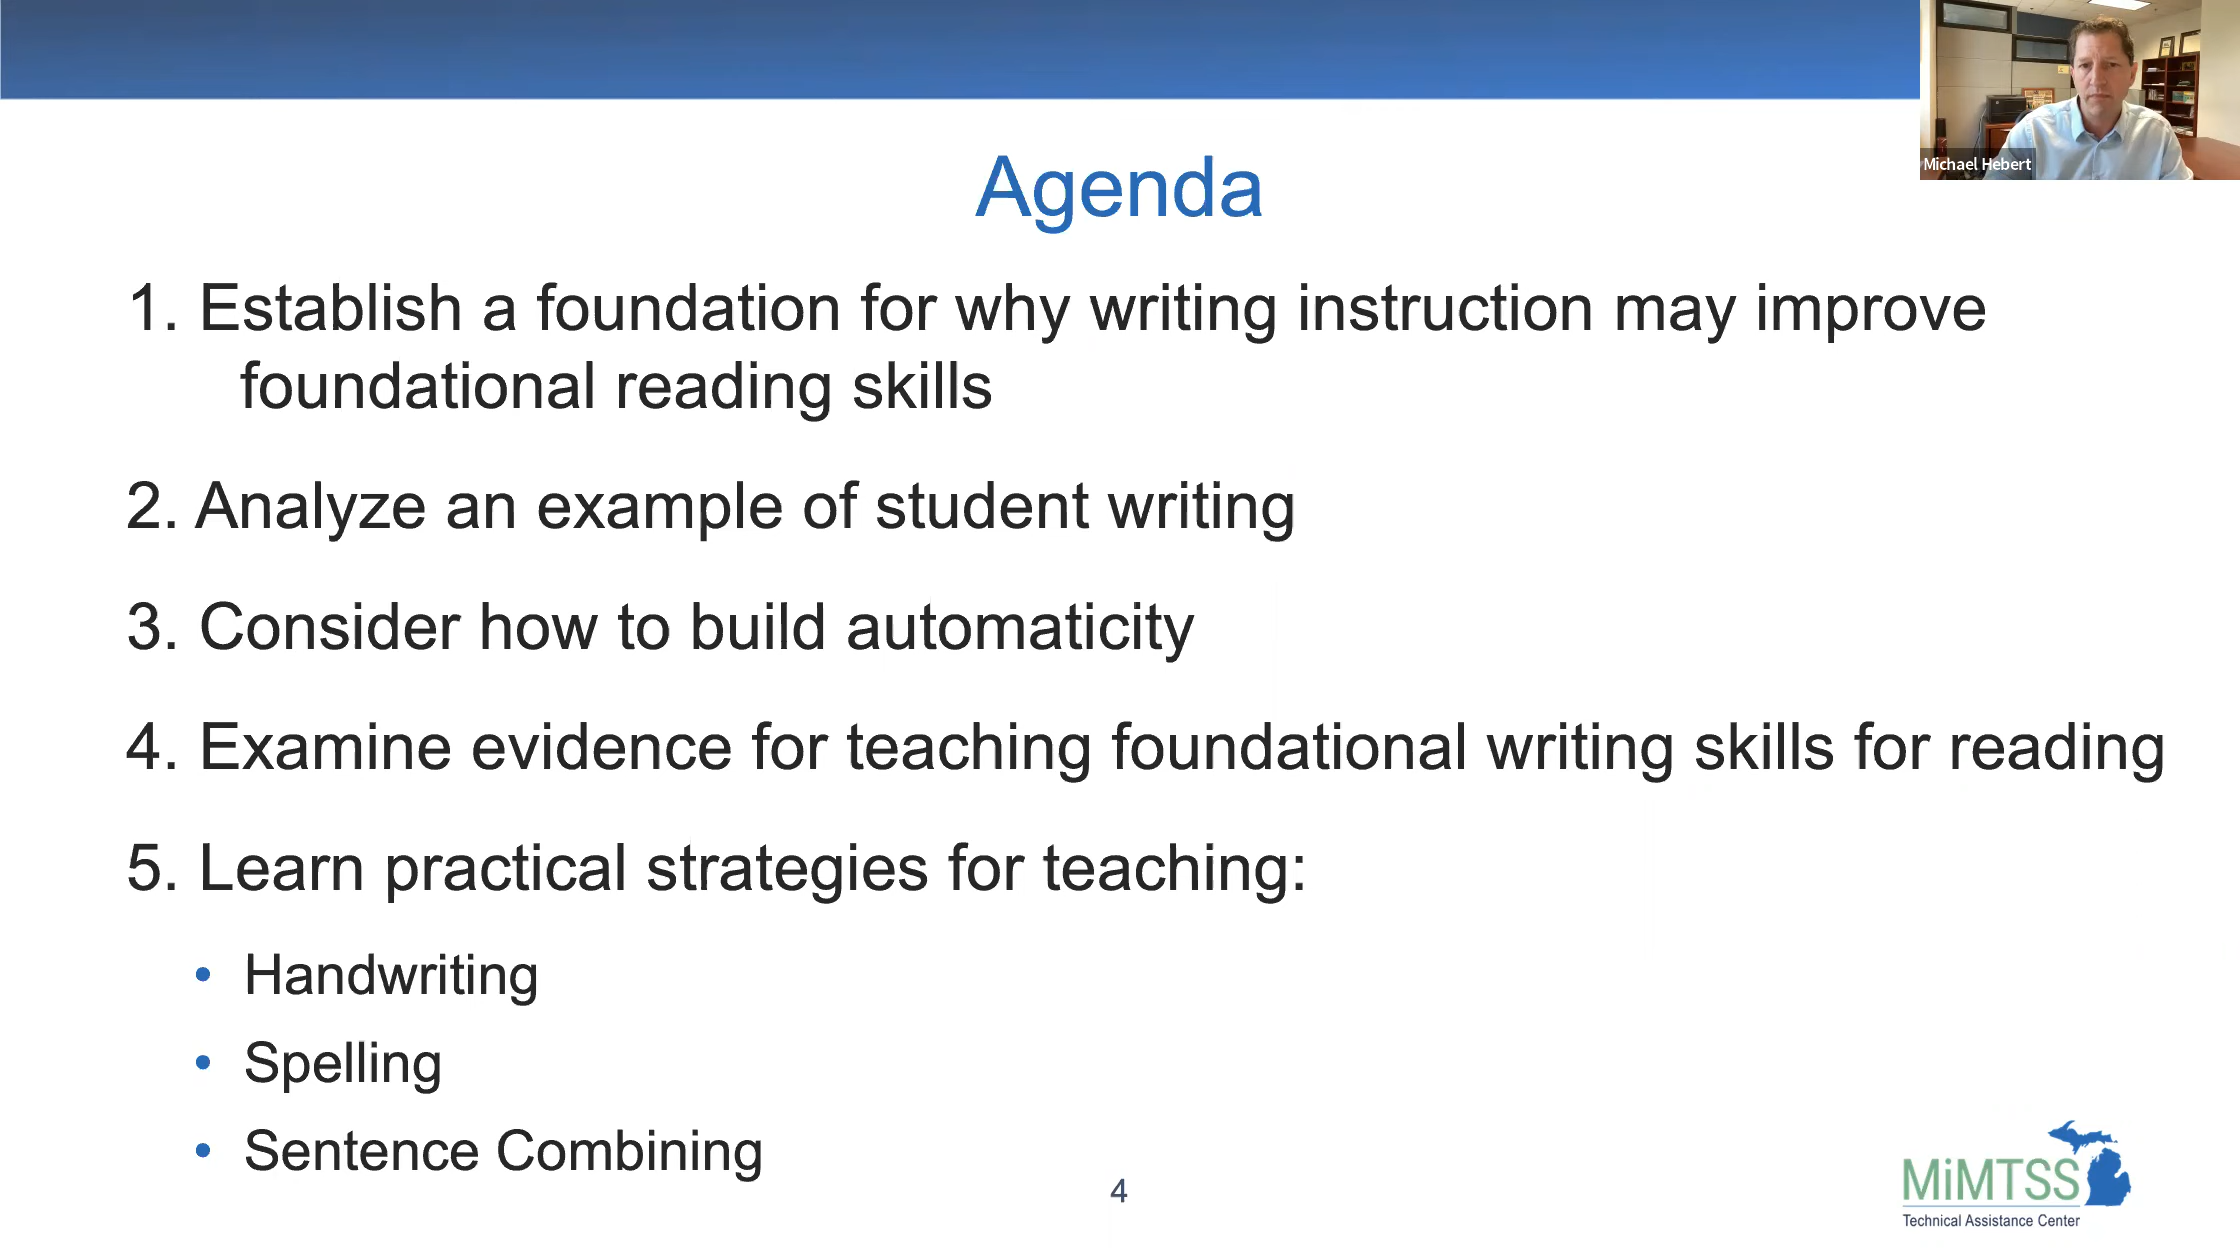 Michael Hebert
Agenda
1. Establish a foundation for why writing instruction may improve
foundational reading skills
2. Analyze an example of student writing
3. Consider how to build automaticity
4. Examine evidence for teaching foundational writing skills for reading
5. Learn practical strategies for teaching:
• Handwriting
• Spelling
• Sentence Combining
4
MiMTSS
Technical Assistance Center